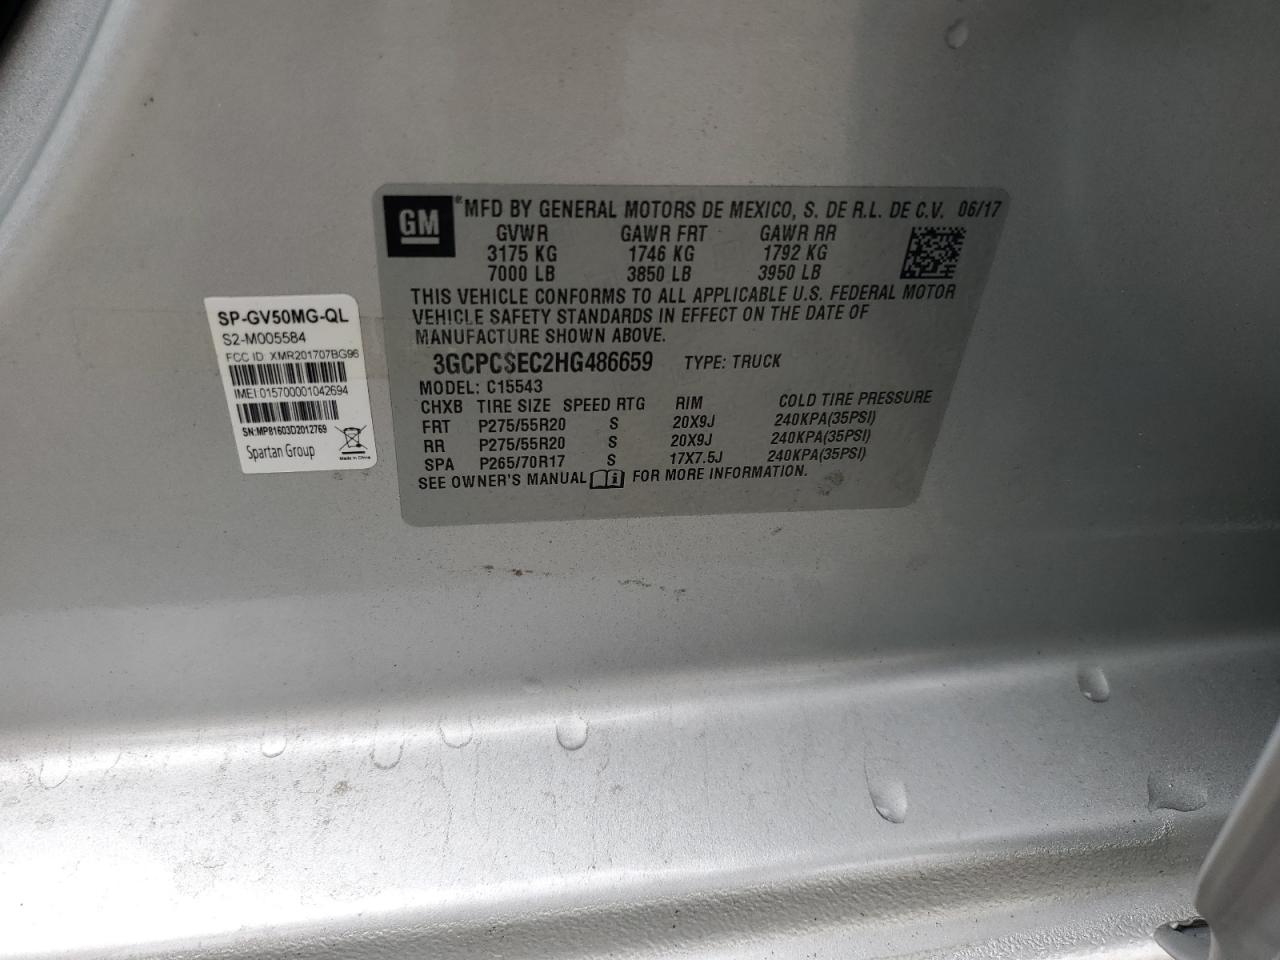 GM
MFD BY GENERAL MOTORS DE MEXICO, S. DE R.L. DE C.V. 06/17
GVWR GAWR FRT GAWR RR
3175 KG 1746 KG 1792 KG
7000 LB 3850 LB 3950 LB
THIS VEHICLE CONFORMS TO ALL APPLICABLE U.S. FEDERAL MOTOR
VEHICLE SAFETY STANDARDS IN EFFECT ON THE DATE OF
MANUFACTURE SHOWN ABOVE.
3GCPCSEC2HG486659 TYPE: TRUCK
MODEL: C15543
CHXB TIRE SIZE SPEED RTG RIM COLD TIRE PRESSURE
FRT P275/55R20 S 20X9J 240KPA(35PSI)
RR P275/55R20 S 20X9J 240KPA(35PSI)
SPA P265/70R17 S 17X7.5J 240KPA(35PSI)
SEE OWNER'S MANUAL FOR MORE INFORMATION.
SP-GV50MG-QL
S2-M005584
FCC ID: XMR201707BG96
IMEI:015700001042694
SN:MP81603D2012769
Spartan Group
Made In China